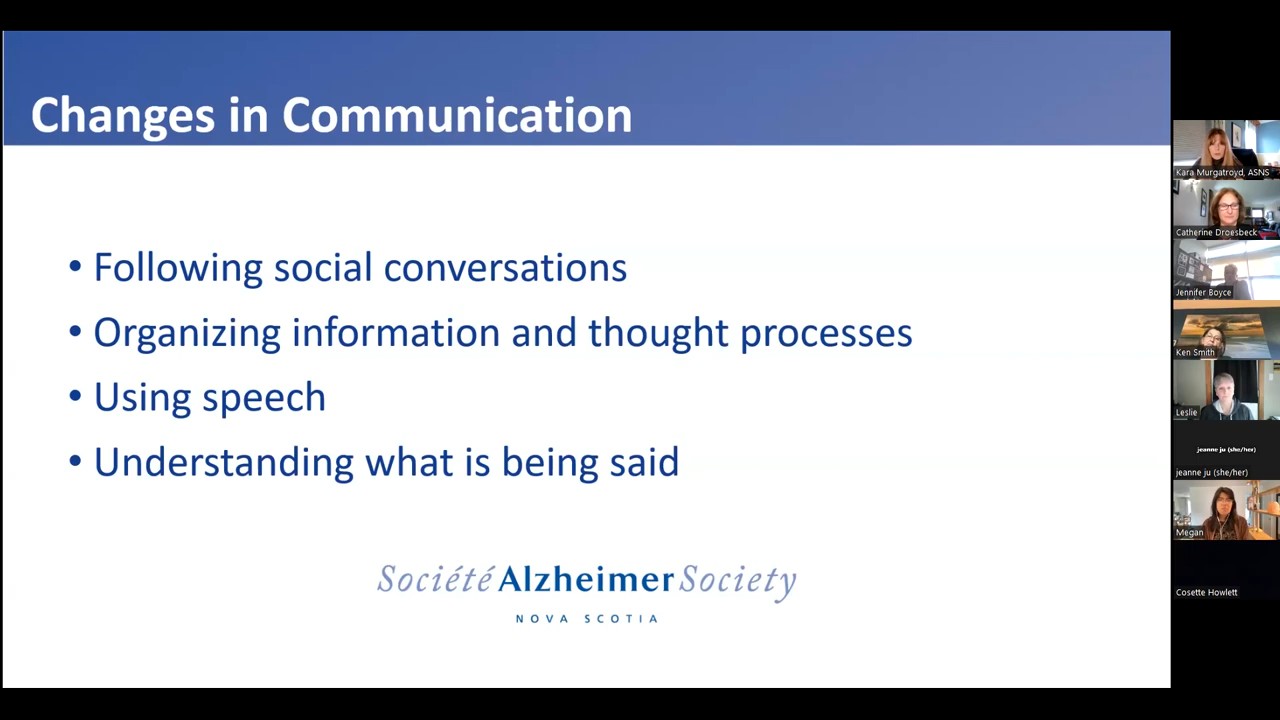 Changes in Communication
• Following social conversations
• Organizing information and thought processes
• Using speech
• Understanding what is being said
Société Alzheimer Society
NOVA SCOTIA
Kara Murgatroyd, ASNS
Catherine Droesbeck
Jennifer Boyce
Ken Smith
Leslie
jeanne ju (she/her)
jeanne ju (she/her)
Megan
Cosette Howlett